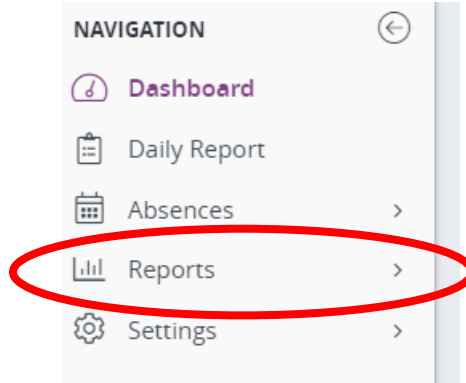 NAVIGATION
Dashboard
Daily Report
Absences
Reports
Settings